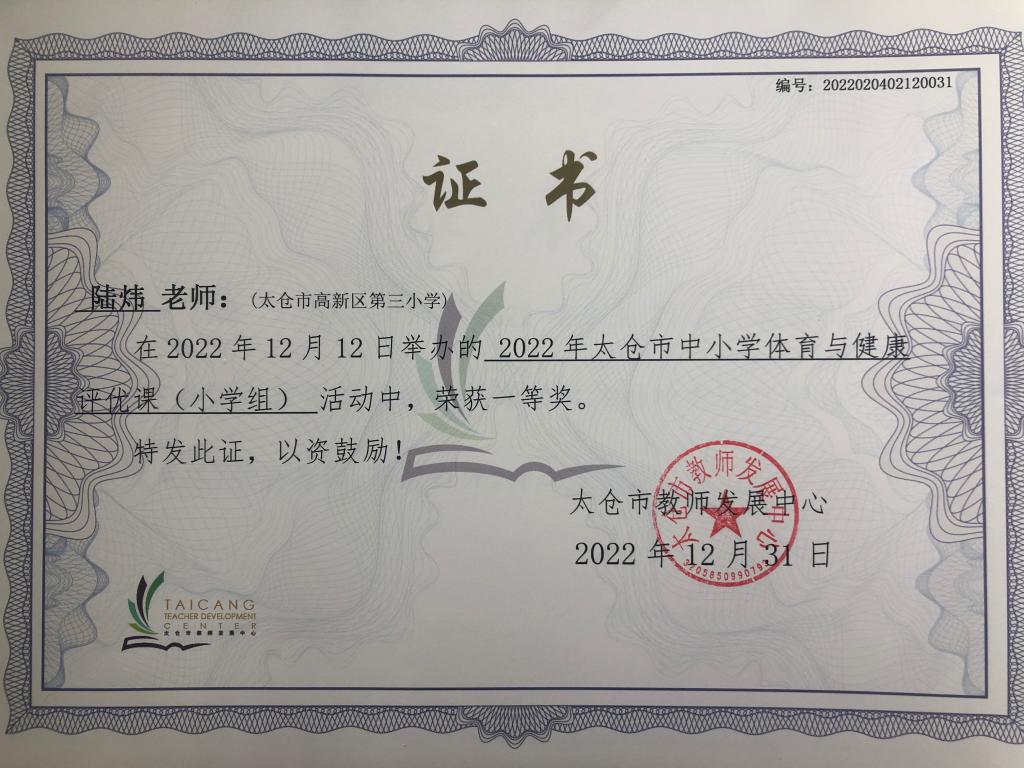 编号：2022020402120031
证 书
陆炜 老师：（太仓市高新区第三小学）
在 2022 年 12 月 12 日举办的 2022 年太仓市中小学体育与健康
评优课（小学组） 活动中，荣获一等奖。
特发此证，以资鼓励！
太仓市教师发展中心
太仓市教师发展中心
2022 年 12 月 31 日
TAICANG
TEACHER DEVELOPMENT
CENTER
太仓市教师发展中心